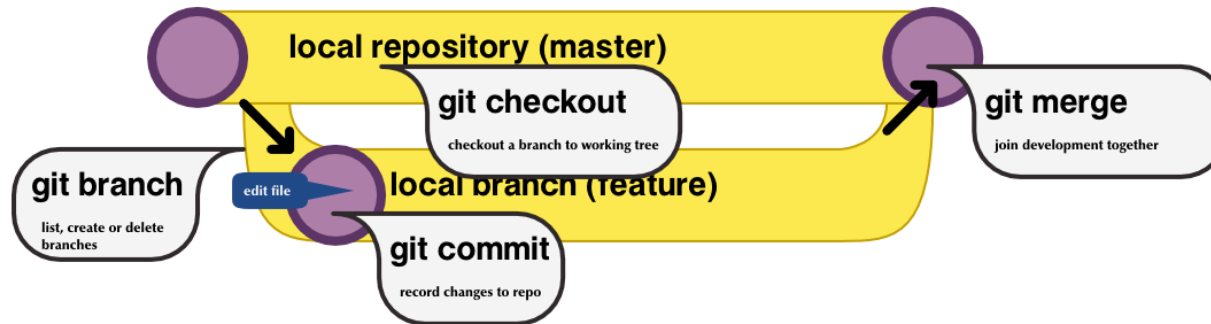 local repository (master)
git checkout
checkout a branch to working tree
git merge
join development together
git branch
list, create or delete
branches
edit file
local branch (feature)
git commit
record changes to repo